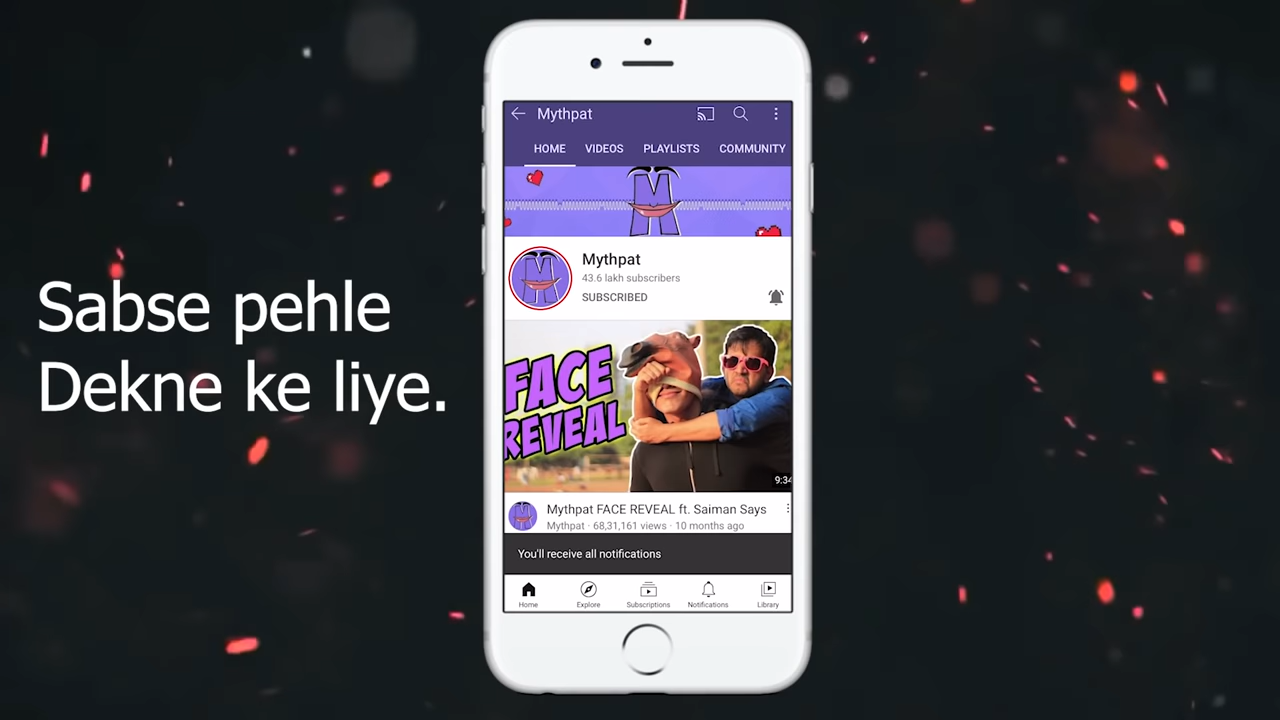 Sabse pehle
Dekne ke liye.
Mythpat
HOME VIDEOS PLAYLISTS COMMUNITY
Mythpat
43.6 lakh subscribers
SUBSCRIBED
FACE
REVEAL
9:34
Mythpat FACE REVEAL ft. Saiman Says
Mythpat · 68,31,161 views · 10 months ago
You'll receive all notifications
Home Explore Subscriptions Notifications Library